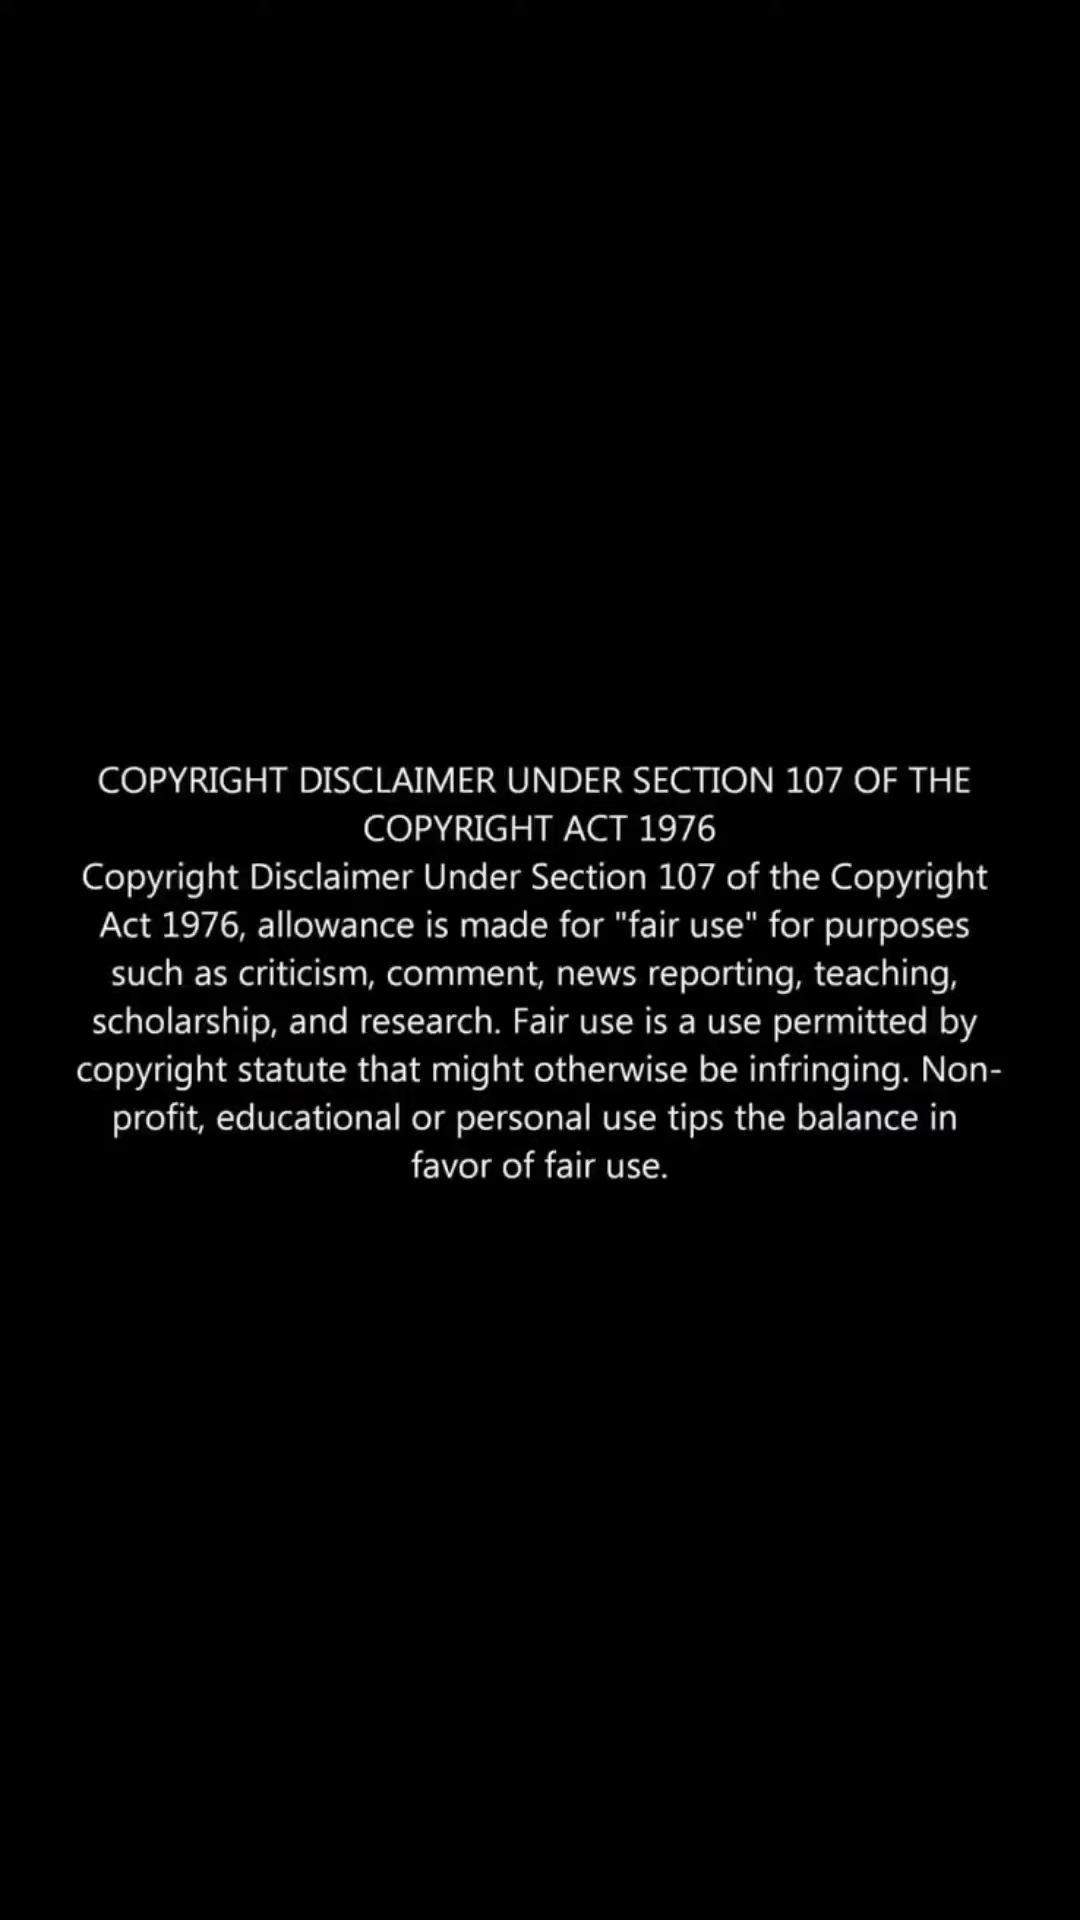 COPYRIGHT DISCLAIMER UNDER SECTION 107 OF THE
COPYRIGHT ACT 1976
Copyright Disclaimer Under Section 107 of the Copyright
Act 1976, allowance is made for "fair use" for purposes
such as criticism, comment, news reporting, teaching,
scholarship, and research. Fair use is a use permitted by
copyright statute that might otherwise be infringing. Non-
profit, educational or personal use tips the balance in
favor of fair use.